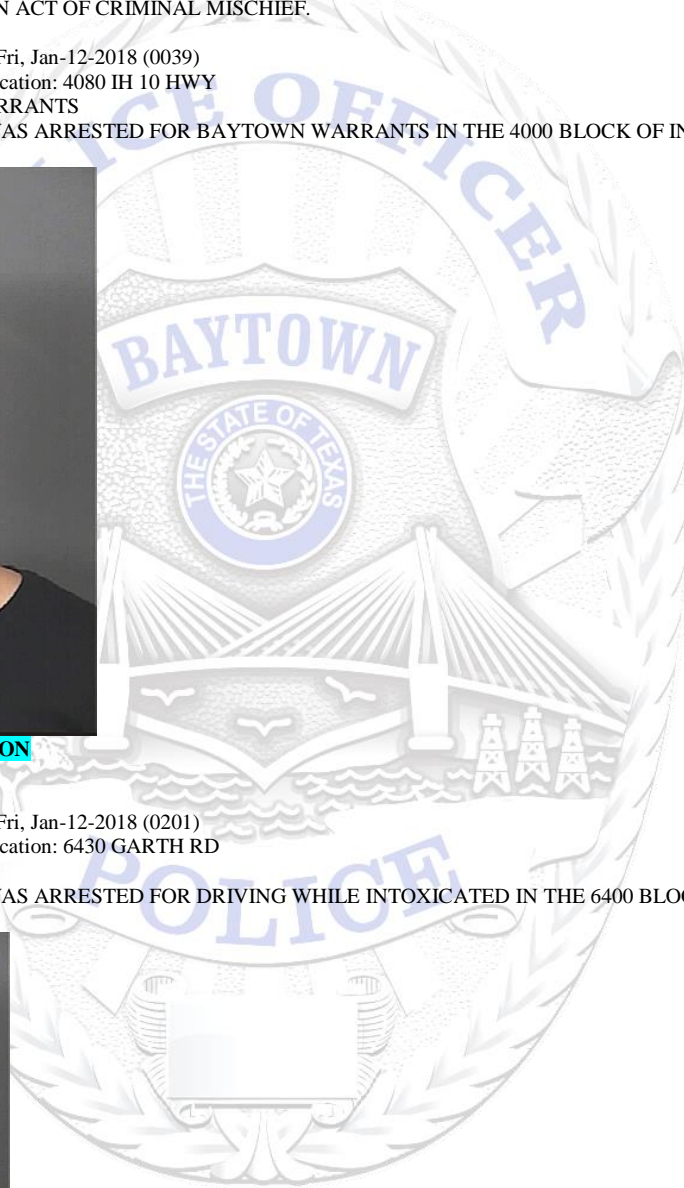 N ACT OF CRIMINAL MISCHIEF.
Fri, Jan-12-2018 (0039)
cation: 4080 IH 10 HWY
RRANTS
WAS ARRESTED FOR BAYTOWN WARRANTS IN THE 4000 BLOCK OF IN
POLICE OFFICER
BAYTOWN
THE STATE OF TEXAS
ON
Fri, Jan-12-2018 (0201)
cation: 6430 GARTH RD
WAS ARRESTED FOR DRIVING WHILE INTOXICATED IN THE 6400 BLOC
POLICE